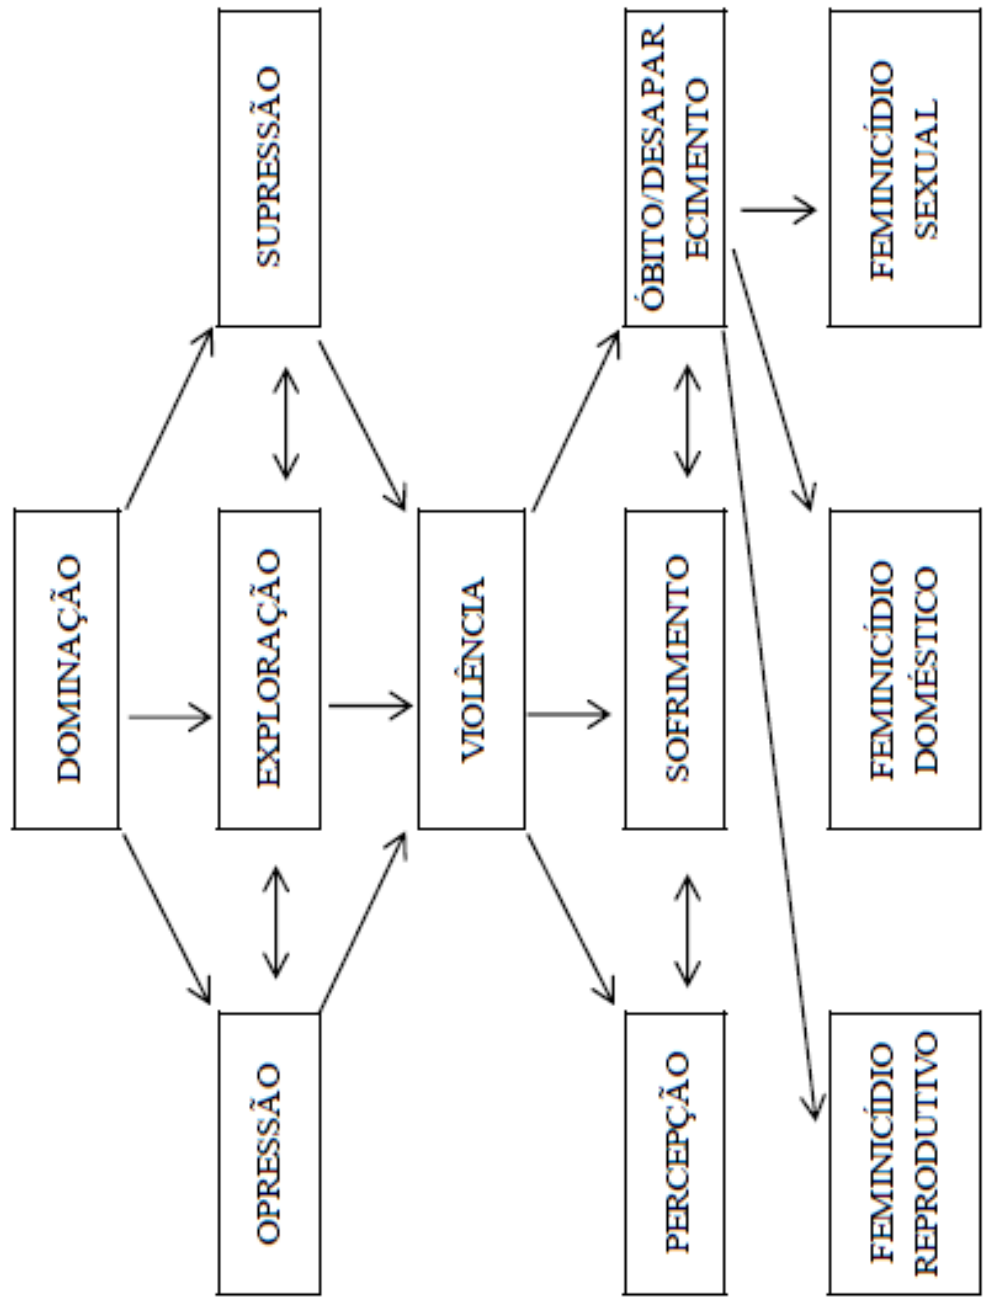 DOMINAÇÃO
OPRESSÃO
EXPLORAÇÃO
SUPRESSÃO
VIOLÊNCIA
PERCEPÇÃO
SOFRIMENTO
ÓBITO/DESAPAR
ECIMENTO
FEMINICÍDIO
REPRODUTIVO
FEMINICÍDIO
DOMÉSTICO
FEMINICÍDIO
SEXUAL